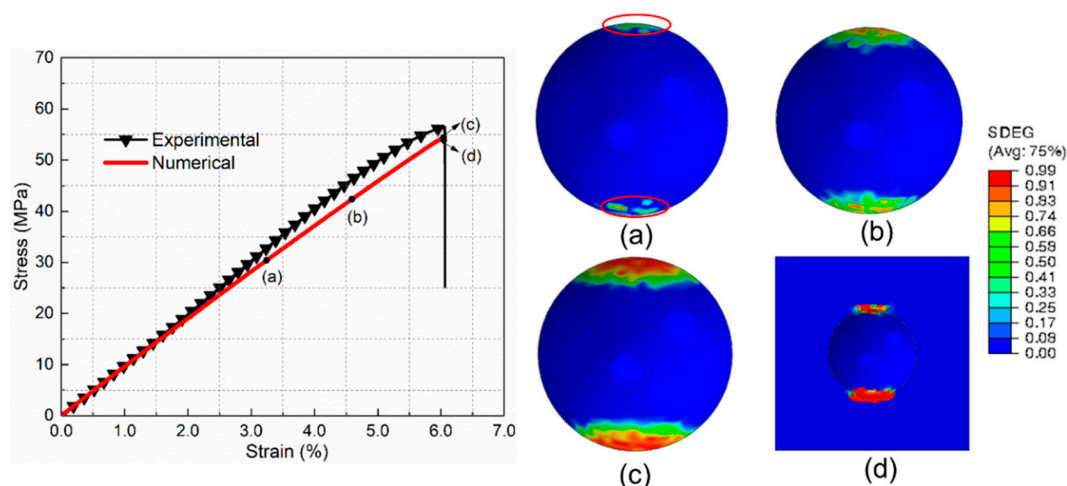 70
60
50
40
30
20
10
0
Stress (MPa)
Experimental
Numerical
(a)
(b)
(c)
(d)
0.0 1.0 2.0 3.0 4.0 5.0 6.0 7.0
Strain (%)
(a)
(b)
(c)
(d)
SDEG
(Avg: 75%)
0.99
0.91
0.83
0.74
0.66
0.58
0.50
0.41
0.33
0.25
0.17
0.08
0.00